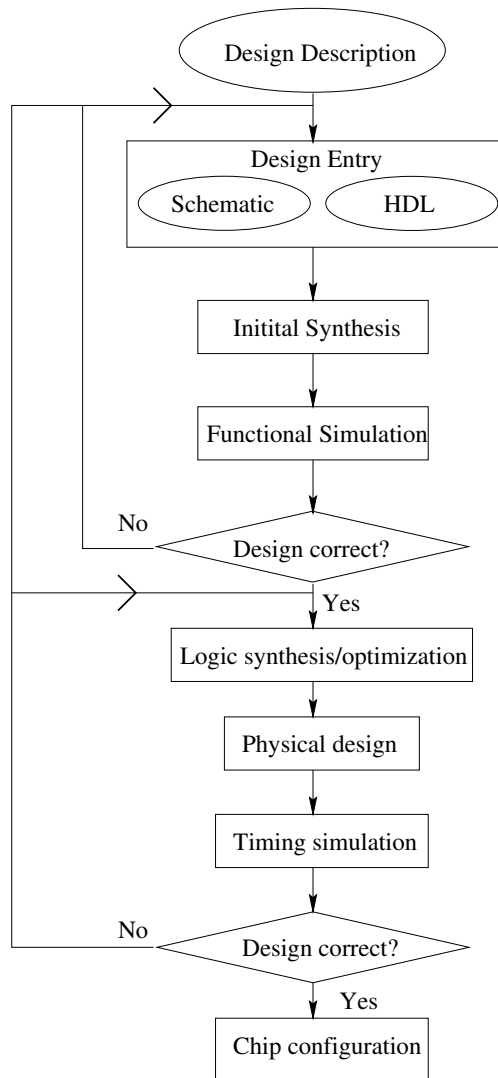 Design Description
Design Entry
Schematic
HDL
Initital Synthesis
Functional Simulation
No
Design correct?
Yes
Logic synthesis/optimization
Physical design
Timing simulation
No
Design correct?
Yes
Chip configuration